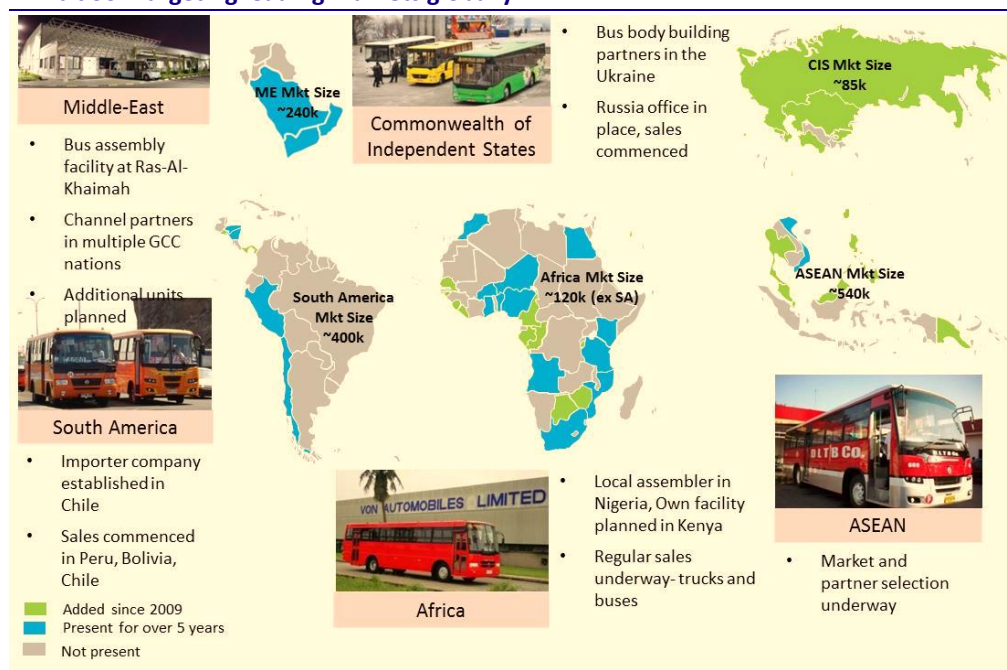 Middle-East
• Bus assembly
facility at Ras-Al-
Khaimah
• Channel partners
in multiple GCC
nations
• Additional units
planned
ME Mkt Size
~240k
Commonwealth of
Independent States
• Bus body building
partners in the
Ukraine
• Russia office in
place, sales
commenced
CIS Mkt Size
~85k
South America
Mkt Size
~400k
Africa Mkt Size
~120k (ex SA)
ASEAN Mkt Size
~540k
South America
• Importer company
established in
Chile
• Sales commenced
in Peru, Bolivia,
Chile
VON AUTOMOBILES LIMITED
Africa
• Local assembler in
Nigeria, Own facility
planned in Kenya
• Regular sales
underway- trucks and
buses
DLTB Co.
ASEAN
• Market and
partner selection
underway
Added since 2009
Present for over 5 years
Not present